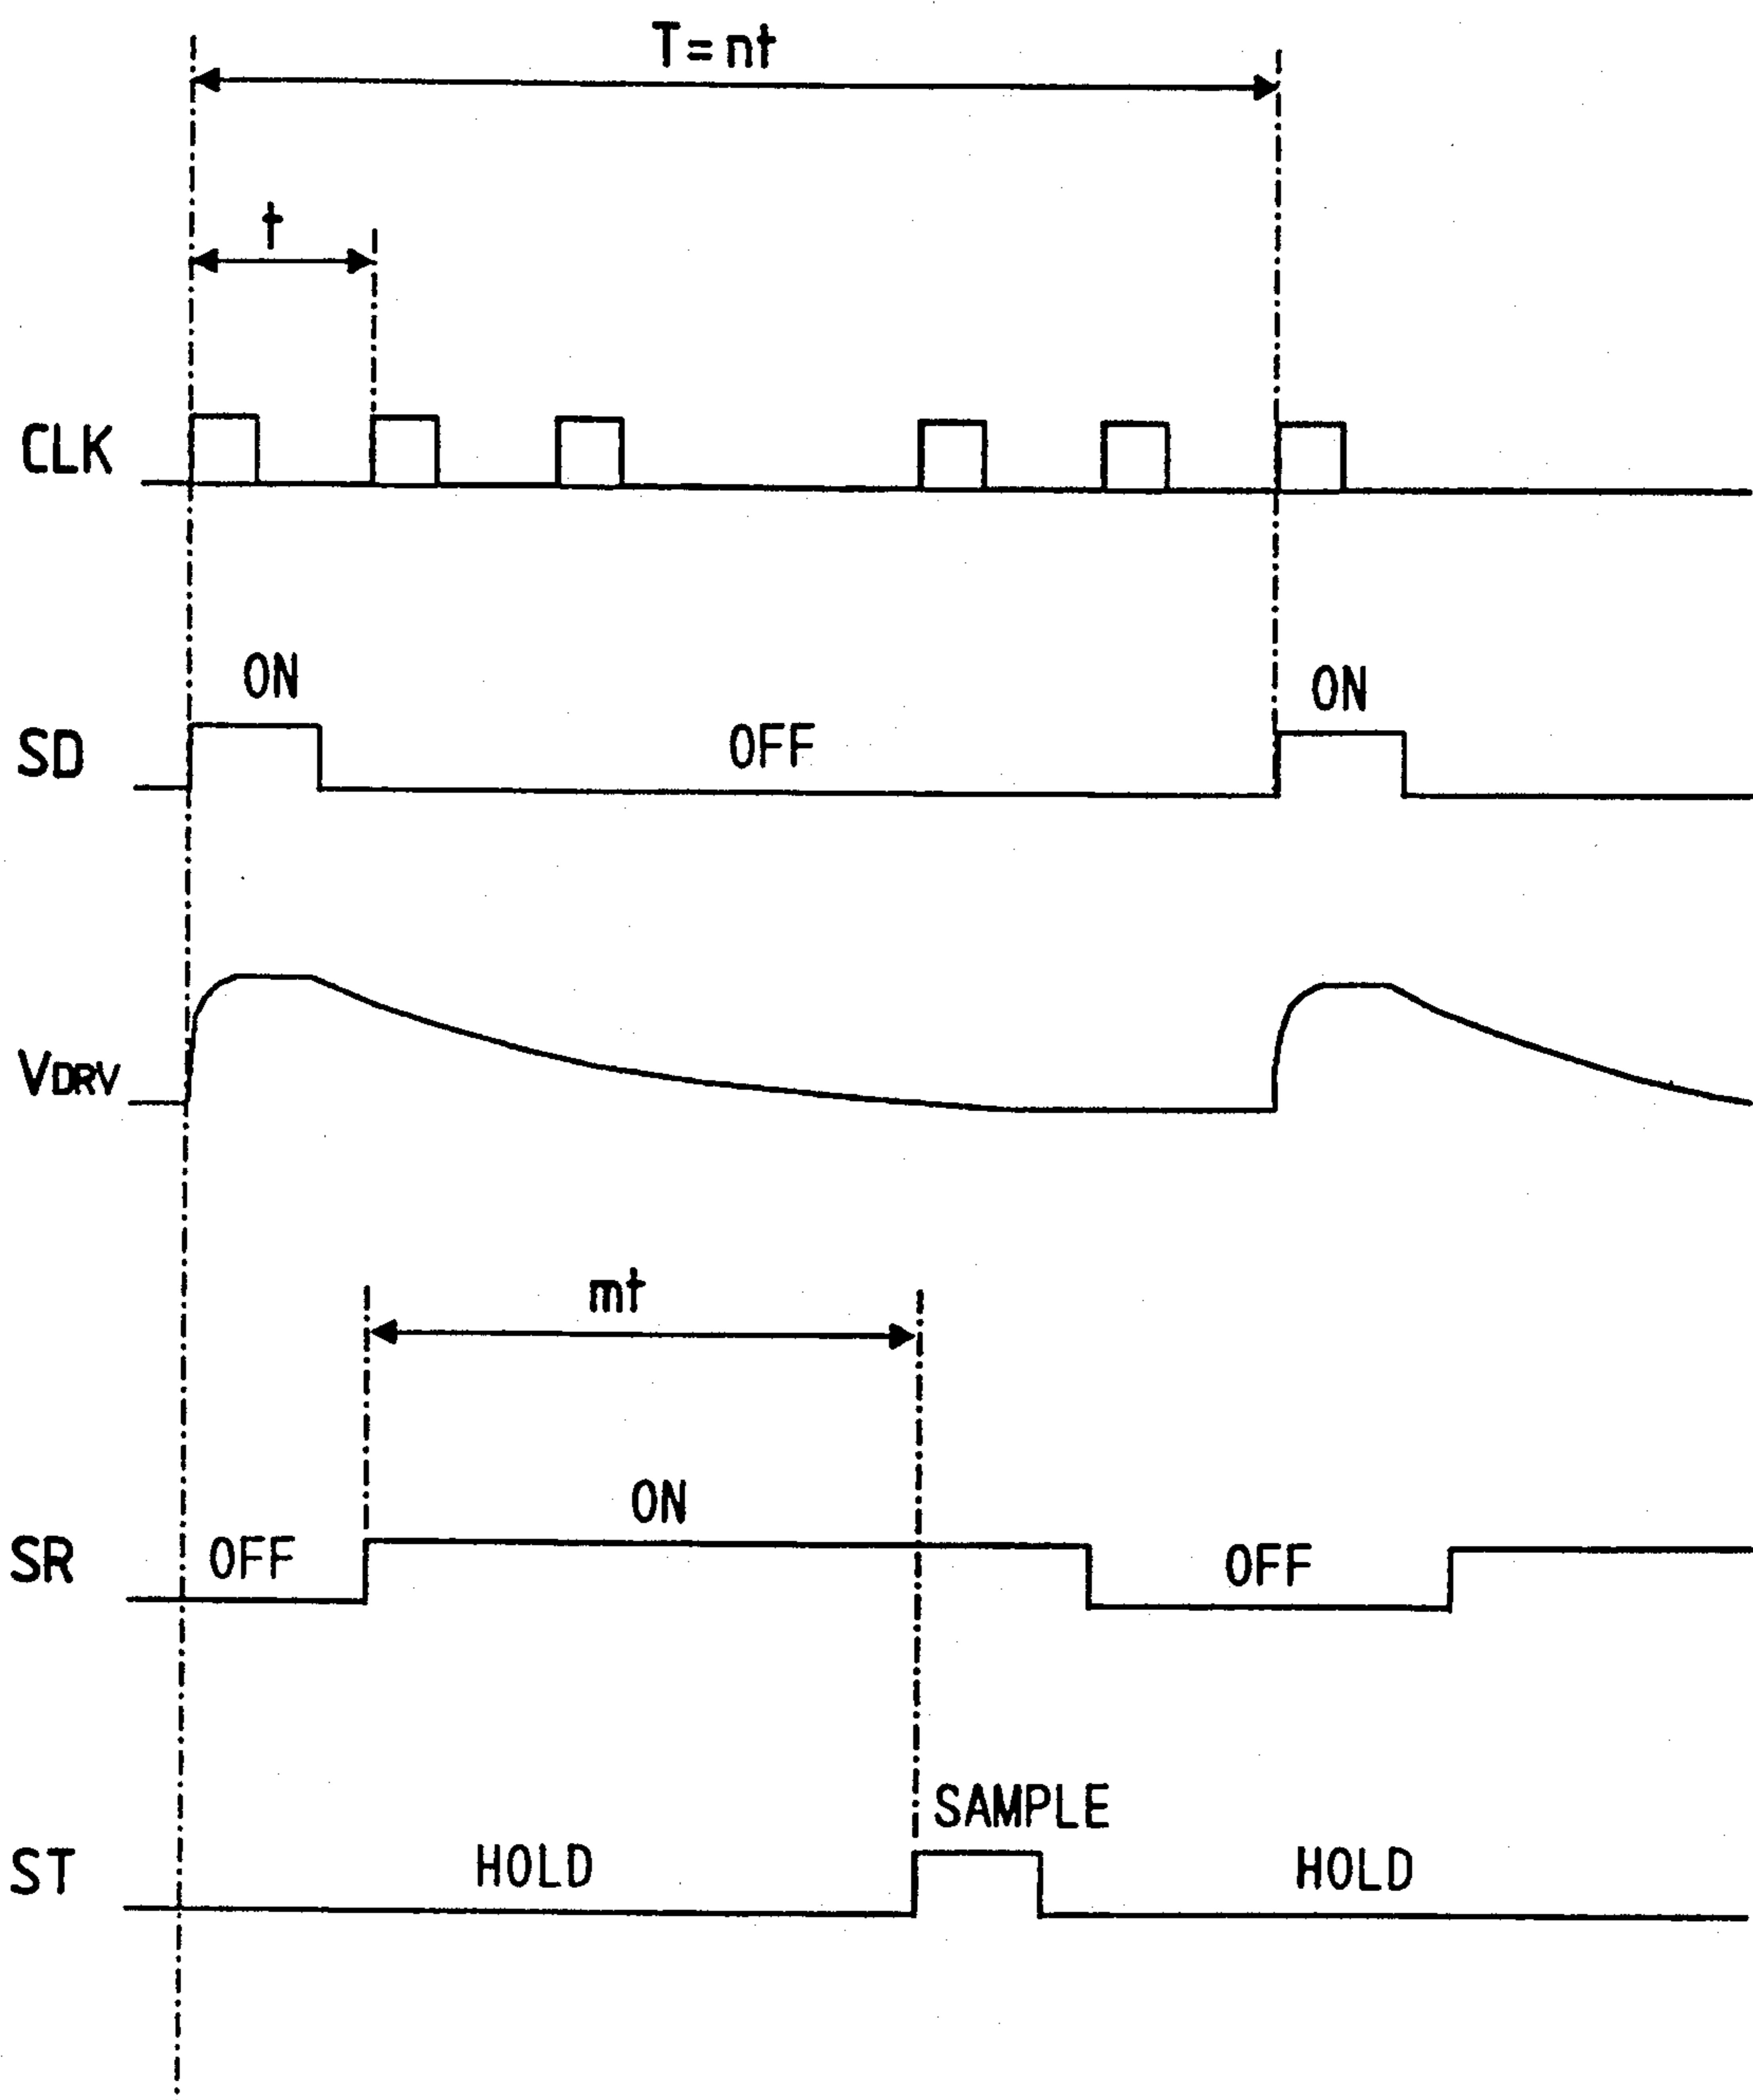 T=nt
t
CLK
ON
ON
SD
OFF
VDRV
mt
ON
SR
OFF
OFF
SAMPLE
ST
HOLD
HOLD